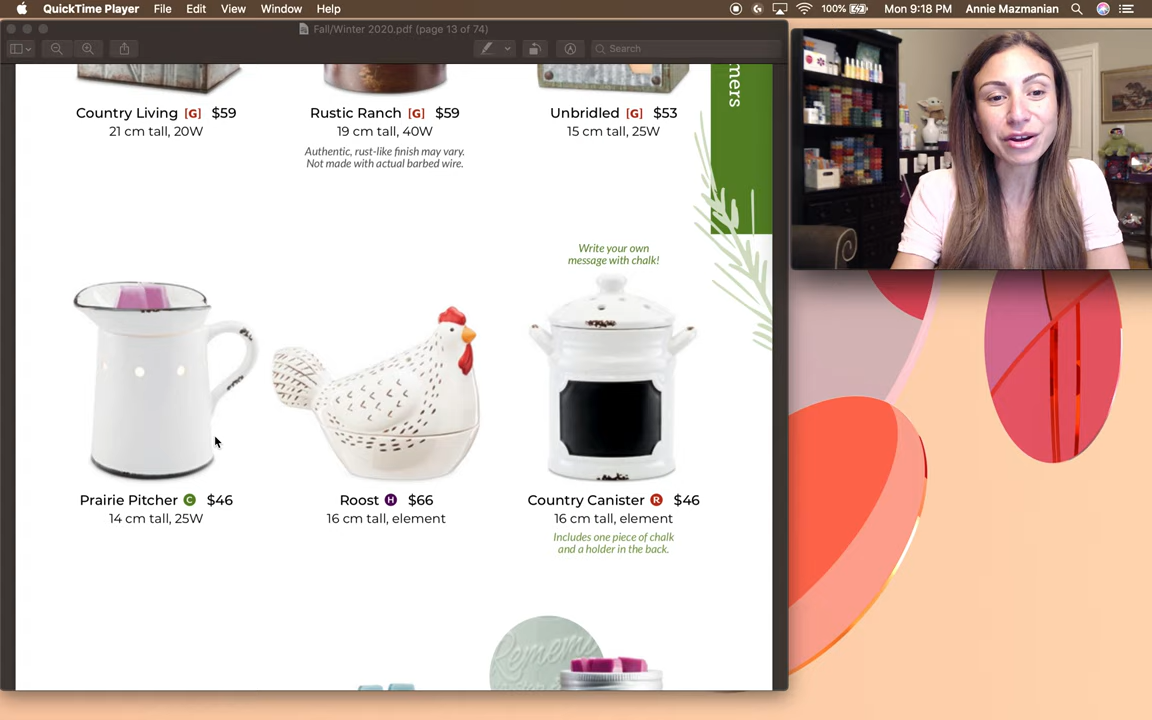 QuickTime Player File Edit View Window Help 100% Mon 9:18 PM Annie Mazmanian
Fall/Winter 2020.pdf (page 13 of 74)
Search
mers
Country Living [G] $59
21 cm tall, 20W
Rustic Ranch [G] $59
19 cm tall, 40W
Authentic, rust-like finish may vary.
Not made with actual barbed wire.
Unbridled [G] $53
15 cm tall, 25W
Write your own
message with chalk!
Prairie Pitcher C $46
14 cm tall, 25W
Roost H $66
16 cm tall, element
Country Canister R $46
16 cm tall, element
Includes one piece of chalk
and a holder in the back.